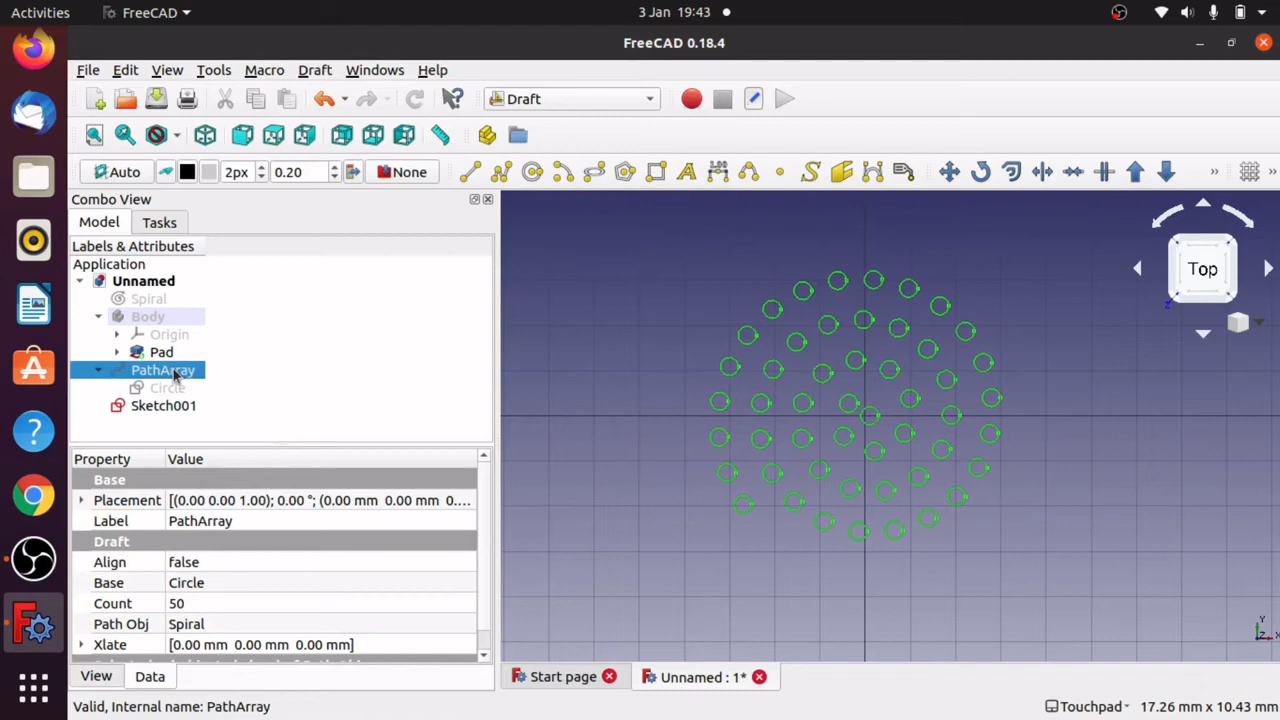 Activities
FreeCAD
3 Jan 19:43
FreeCAD 0.18.4
File Edit View Tools Macro Draft Windows Help
Draft
Auto
2px
0.20
None
Combo View
Model Tasks
Labels & Attributes
Application
Unnamed
Spiral
Body
Origin
Pad
PathArray
Circle
Sketch001
Top
Property Value
Base
Placement [(0.00 0.00 1.00); 0.00 °; (0.00 mm 0.00 mm 0....
Label PathArray
Draft
Align false
Base Circle
Count 50
Path Obj Spiral
Xlate [0.00 mm 0.00 mm 0.00 mm]
View Data
Start page
Unnamed : 1*
Y
X
Z
Valid, Internal name: PathArray
Touchpad
17.26 mm x 10.43 mm